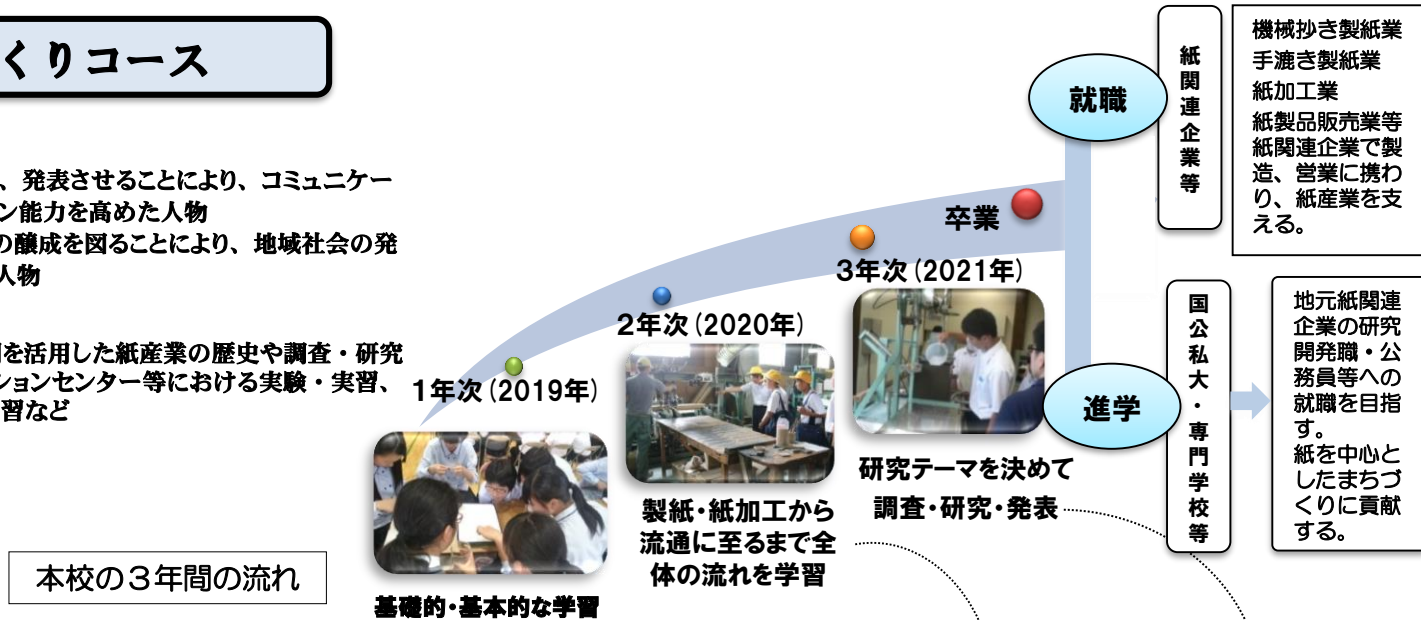 くりコース
、発表させることにより、コミュニケー
ン能力を高めた人物
の醸成を図ることにより、地域社会の発
人物
を活用した紙産業の歴史や調査・研究
ションセンター等における実験・実習、
習など
本校の３年間の流れ
1年次(2019年)
基礎的・基本的な学習
2年次(2020年)
製紙・紙加工から
流通に至るまで全
体の流れを学習
3年次(2021年)
研究テーマを決めて
調査・研究・発表
卒業
就職
紙関連企業等
機械抄き製紙業
手漉き製紙業
紙加工業
紙製品販売業等
紙関連企業で製
造、営業に携わ
り、紙産業を支
える。
進学
国公私大・専門学校等
地元紙関連
企業の研究
開発職・公
務員等への
就職を目指
す。
紙を中心と
したまちづ
くりに貢献
する。